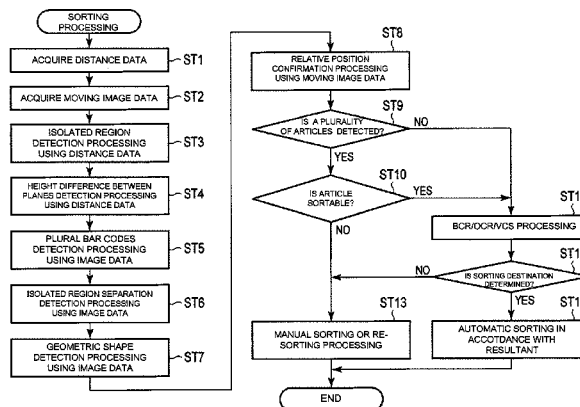 SORTING
PROCESSING
ACQUIRE DISTANCE DATA
ST1
ACQUIRE MOVING IMAGE DATA
ST2
ISOLATED REGION
DETECTION PROCESSING
USING DISTANCE DATA
ST3
HEIGHT DIFFERENCE BETWEEN
PLANES DETECTION PROCESSING
USING DISTANCE DATA
ST4
PLURAL BAR CODES
DETECTION PROCESSING
USING IMAGE DATA
ST5
ISOLATED REGION SEPARATION
DETECTION PROCESSING
USING IMAGE DATA
ST6
GEOMETRIC SHAPE
DETECTION PROCESSING
USING IMAGE DATA
ST7
ST8
RELATIVE POSITION
CONFIRMATION PROCESSING
USING MOVING IMAGE DATA
ST9
IS A PLURALITY
OF ARTICLES DETECTED?
NO
YES
ST10
IS ARTICLE
SORTABLE?
YES
NO
ST1
BCR/OCR/VCS PROCESSING
ST1
IS SORTING DESTINATION
DETERMINED?
NO
YES
ST13
MANUAL SORTING OR RE-
SORTING PROCESSING
ST1
AUTOMATIC SORTING IN
ACCOTDANCE WITH
RESULTANT
END